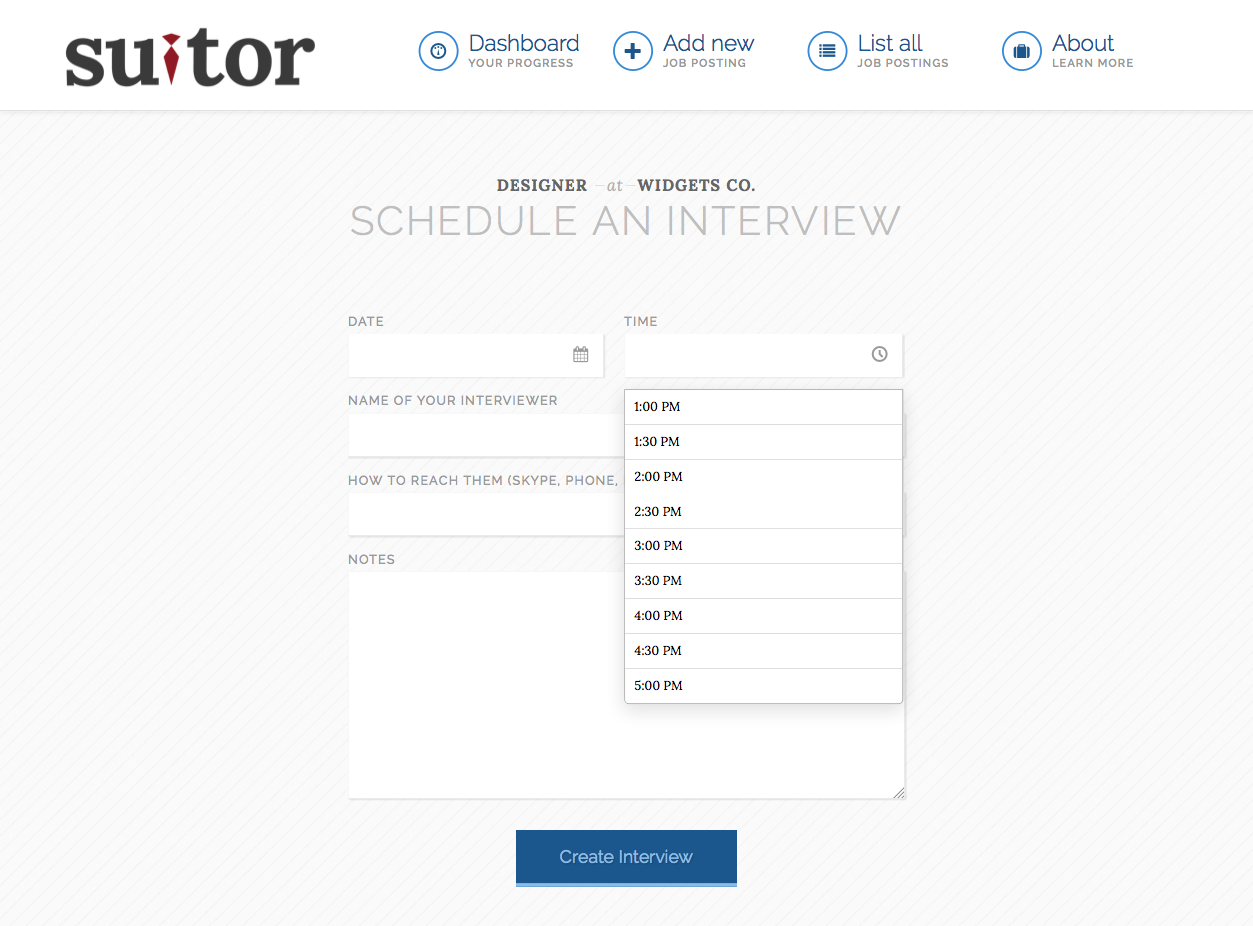 suitor
Dashboard
YOUR PROGRESS
Add new
JOB POSTING
List all
JOB POSTINGS
About
LEARN MORE
DESIGNER –at– WIDGETS CO.
SCHEDULE AN INTERVIEW
DATE
TIME
NAME OF YOUR INTERVIEWER
1:00 PM
1:30 PM
2:00 PM
HOW TO REACH THEM (SKYPE, PHONE,
2:30 PM
3:00 PM
NOTES
3:30 PM
4:00 PM
4:30 PM
5:00 PM
Create Interview